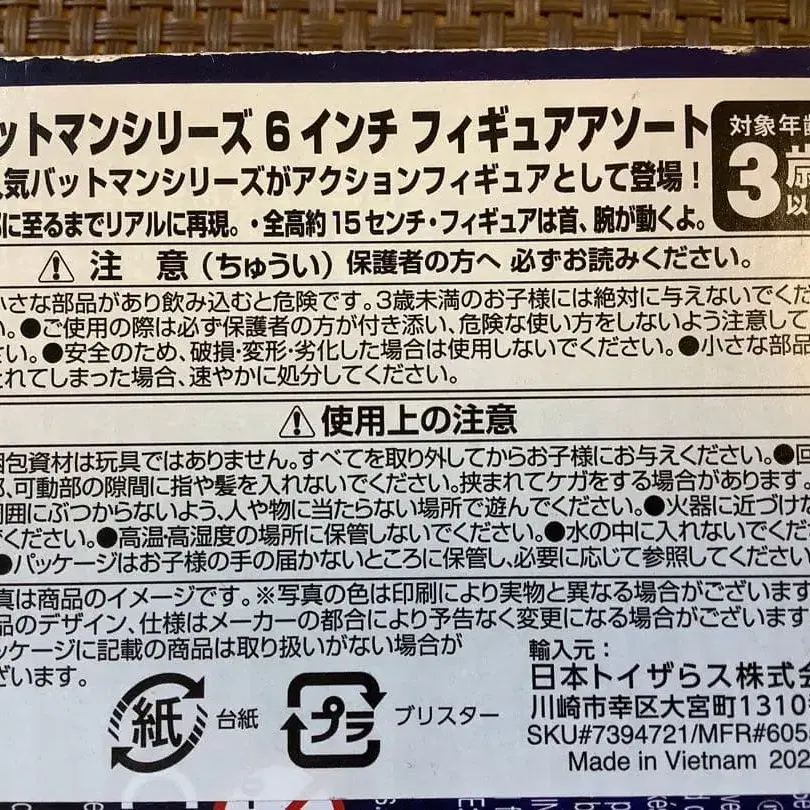 ットマンシリーズ 6 インチ フィギュアアソート
対象年齢
3歳以
人気バットマンシリーズがアクションフィギュアとして登場！
に至るまでリアルに再現。・全高約15センチ・フィギュアは首、腕が動くよ。
⚠ 注 意 (ちゅうい) 保護者の方へ 必ずお読みください。
小さな部品があり飲み込むと危険です。3歳未満のお子様には絶対に与えないでくだ
い。●ご使用の際は必ず保護者の方が付き添い、危険な使い方をしないよう注意して
さい。●安全のため、破損・変形・劣化した場合は使用しないでください。●小さな部品
とれてしまった場合、速やかに処分してください。
⚠ 使用上の注意
梱包資材は玩具ではありません。すべてを取り外してからお子様にお与えください。●回
部、可動部の隙間に指や髪を入れないでください。挟まれてケガをする場合があります。
周囲にぶつからないよう、人や物に当たらない場所で遊んでください。●火器に近づけな
でください。●高温・高湿度の場所に保管しないでください。●水の中に入れないでくだ
●パッケージはお子様の手の届かないところに保管し、必要に応じて参照してください
真は商品のイメージです。※写真の色は印刷により実物と異なる場合がございます
品のデザイン、仕様はメーカーの都合により予告なく変更になる場合がございます
ッケージに記載の商品は取り扱いがない場合が
ざいます。
紙 台紙
プラ ブリスター
輸入元：
日本トイザらス株式会
川崎市幸区大宮町1310
SKU#7394721/MFR#605
Made in Vietnam 202